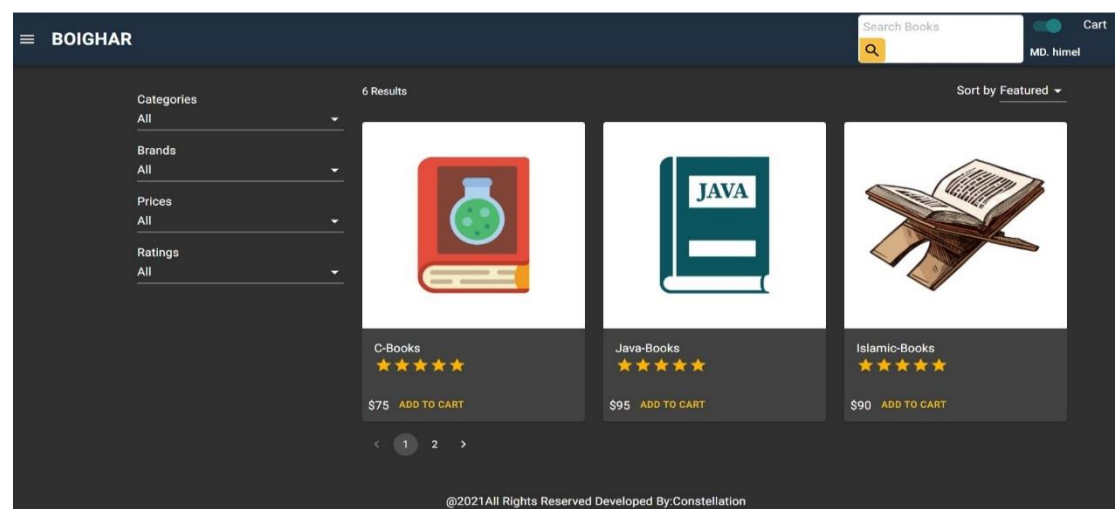 BOIGHAR
Search Books
Cart
MD. himel
Categories
All
Brands
All
Prices
All
Ratings
All
6 Results
Sort by Featured
JAVA
C-Books
$75 ADD TO CART
Java-Books
$95 ADD TO CART
Islamic-Books
$90 ADD TO CART
1 2
@2021All Rights Reserved Developed By:Constellation